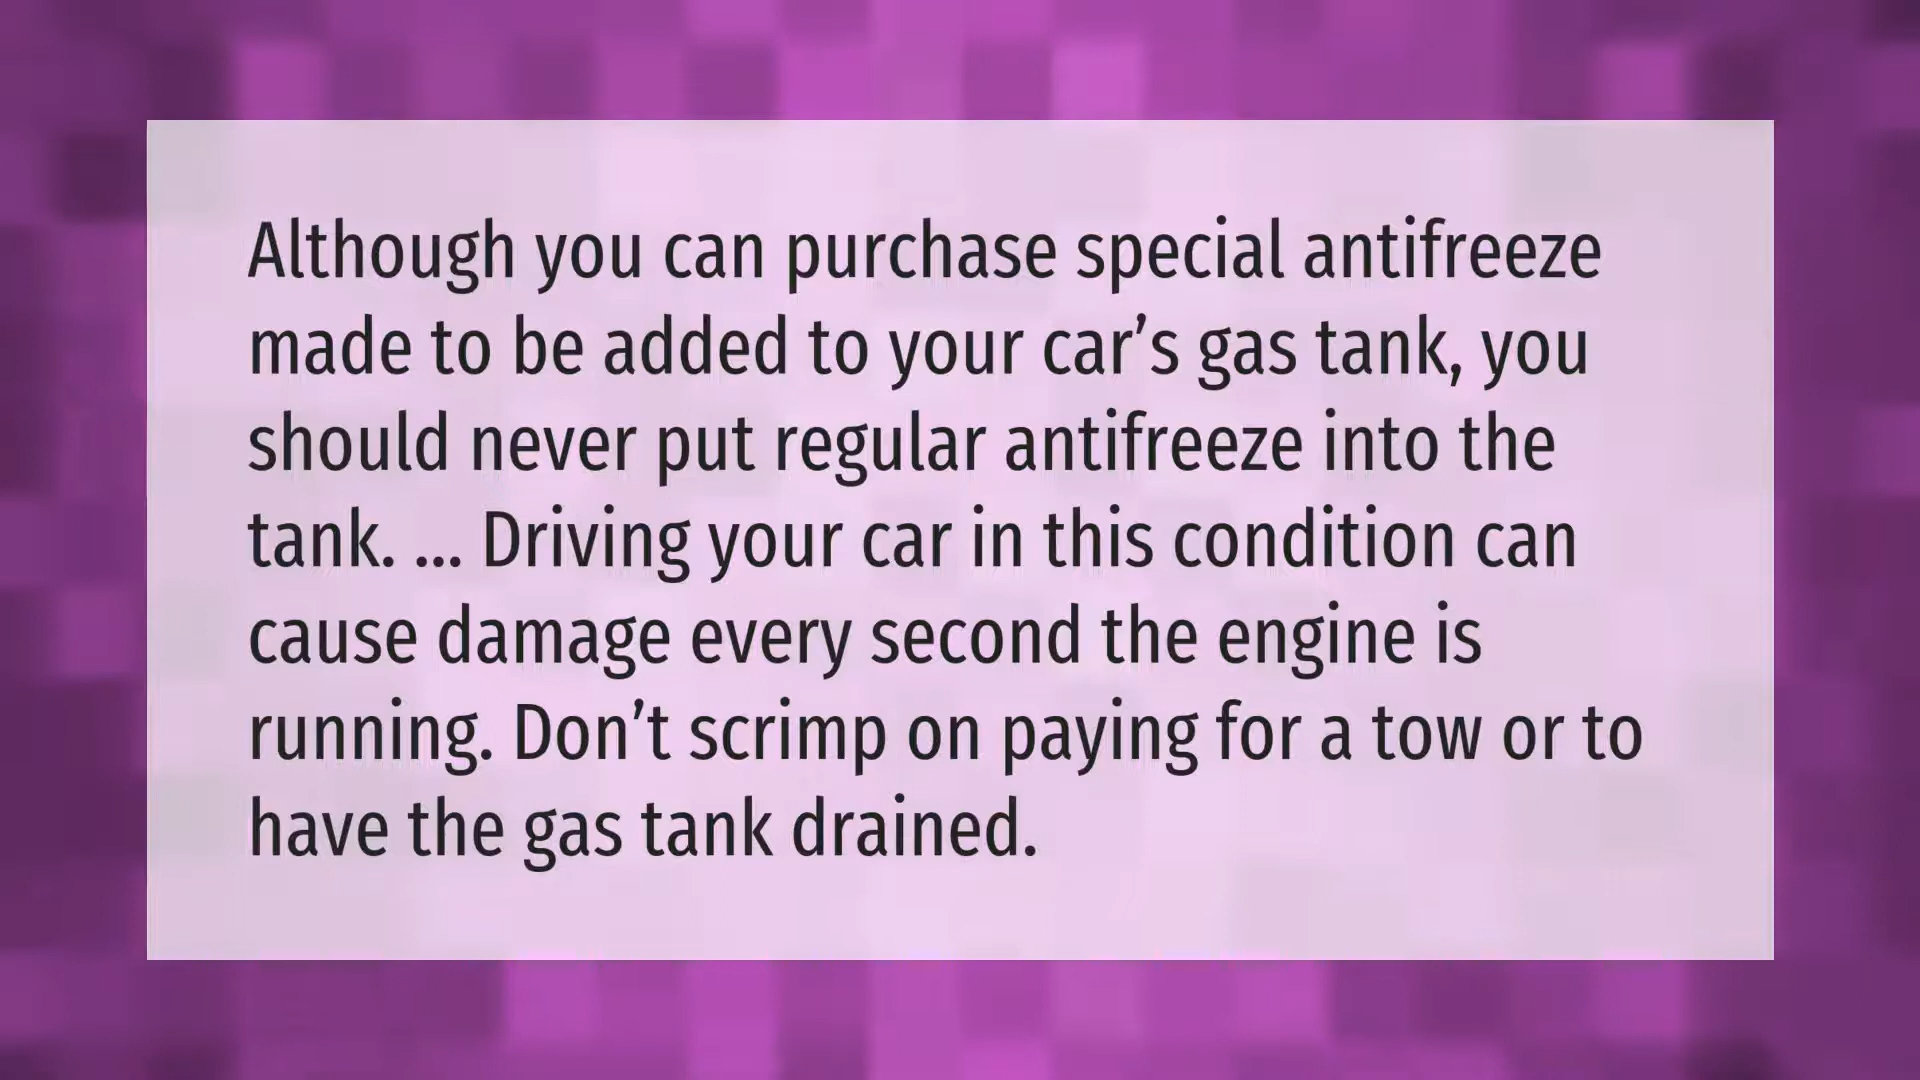 Although you can purchase special antifreeze
made to be added to your car’s gas tank, you
should never put regular antifreeze into the
tank. ... Driving your car in this condition can
cause damage every second the engine is
running. Don’t scrimp on paying for a tow or to
have the gas tank drained.